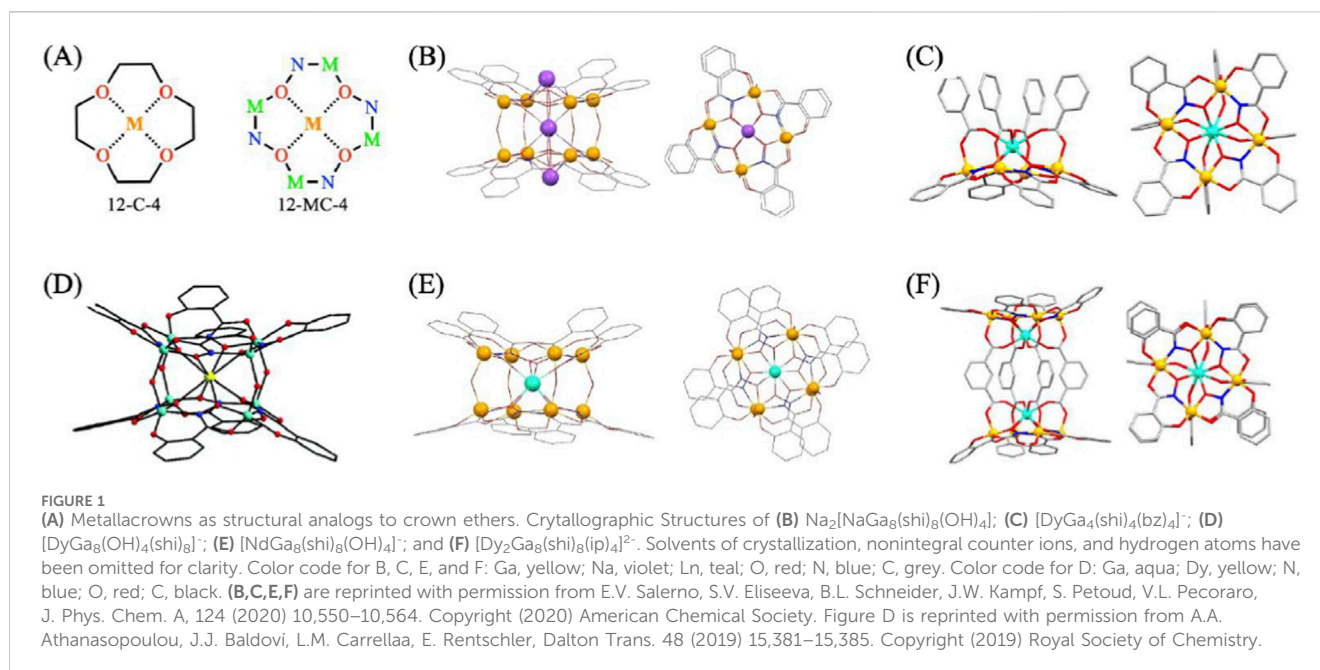 (A)
O O M O O
12-C-4
N M O O N M M N O O M N
12-MC-4
(B)
(C)
(D)
(E)
(F)
FIGURE 1
(A) Metallacrowns as structural analogs to crown ethers. Crytallographic Structures of (B) Na₂[NaGa₈(shi)₈(OH)₄]; (C) [DyGa₄(shi)₄(bz)₄]⁻; (D)
[DyGa₈(OH)₄(shi)₈]⁻; (E) [NdGa₈(shi)₈(OH)₄]⁻; and (F) [Dy₂Ga₈(shi)₈(ip)₄]²⁻. Solvents of crystallization, nonintegral counter ions, and hydrogen atoms have
been omitted for clarity. Color code for B, C, E, and F: Ga, yellow; Na, violet; Ln, teal; O, red; N, blue; C, grey. Color code for D: Ga, aqua; Dy, yellow; N,
blue; O, red; C, black. (B,C,E,F) are reprinted with permission from E.V. Salerno, S.V. Eliseeva, B.L. Schneider, J.W. Kampf, S. Petoud, V.L. Pecoraro,
J. Phys. Chem. A, 124 (2020) 10,550–10,564. Copyright (2020) American Chemical Society. Figure D is reprinted with permission from A.A.
Athanasopoulou, J.J. Baldoví, L.M. Carrellaa, E. Rentschler, Dalton Trans. 48 (2019) 15,381–15,385. Copyright (2019) Royal Society of Chemistry.